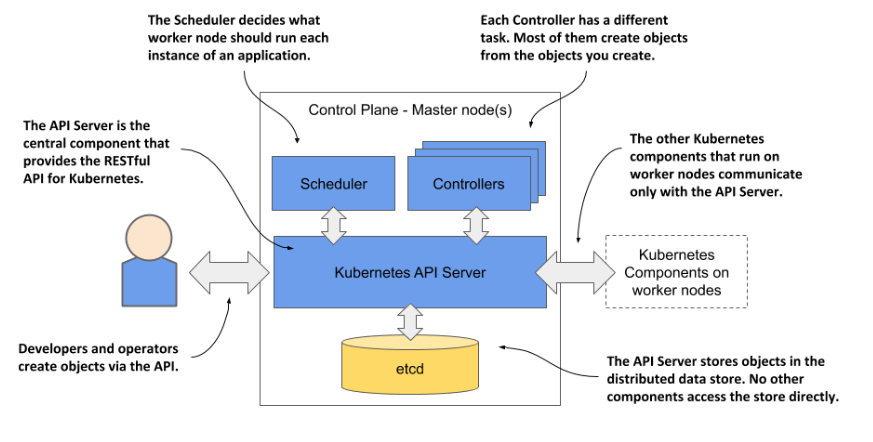 The Scheduler decides what
worker node should run each
instance of an application.
Each Controller has a different
task. Most of them create objects
from the objects you create.
Control Plane - Master node(s)
The API Server is the
central component that
provides the RESTful
API for Kubernetes.
The other Kubernetes
components that run on
worker nodes communicate
only with the API Server.
Scheduler
Controllers
Kubernetes API Server
Kubernetes
Components on
worker nodes
Developers and operators
create objects via the API.
etcd
The API Server stores objects in the
distributed data store. No other
components access the store directly.